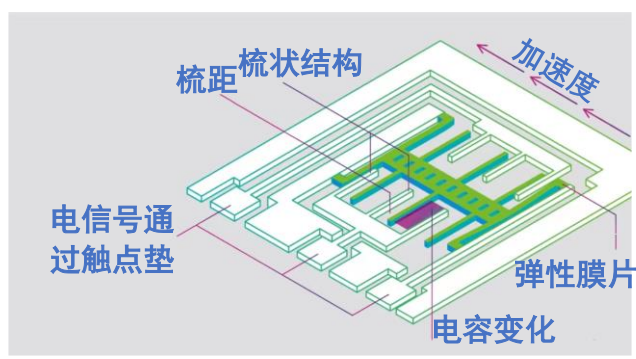 加速度
梳状结构
梳距
电信号通
过触点垫
弹性膜片
电容变化